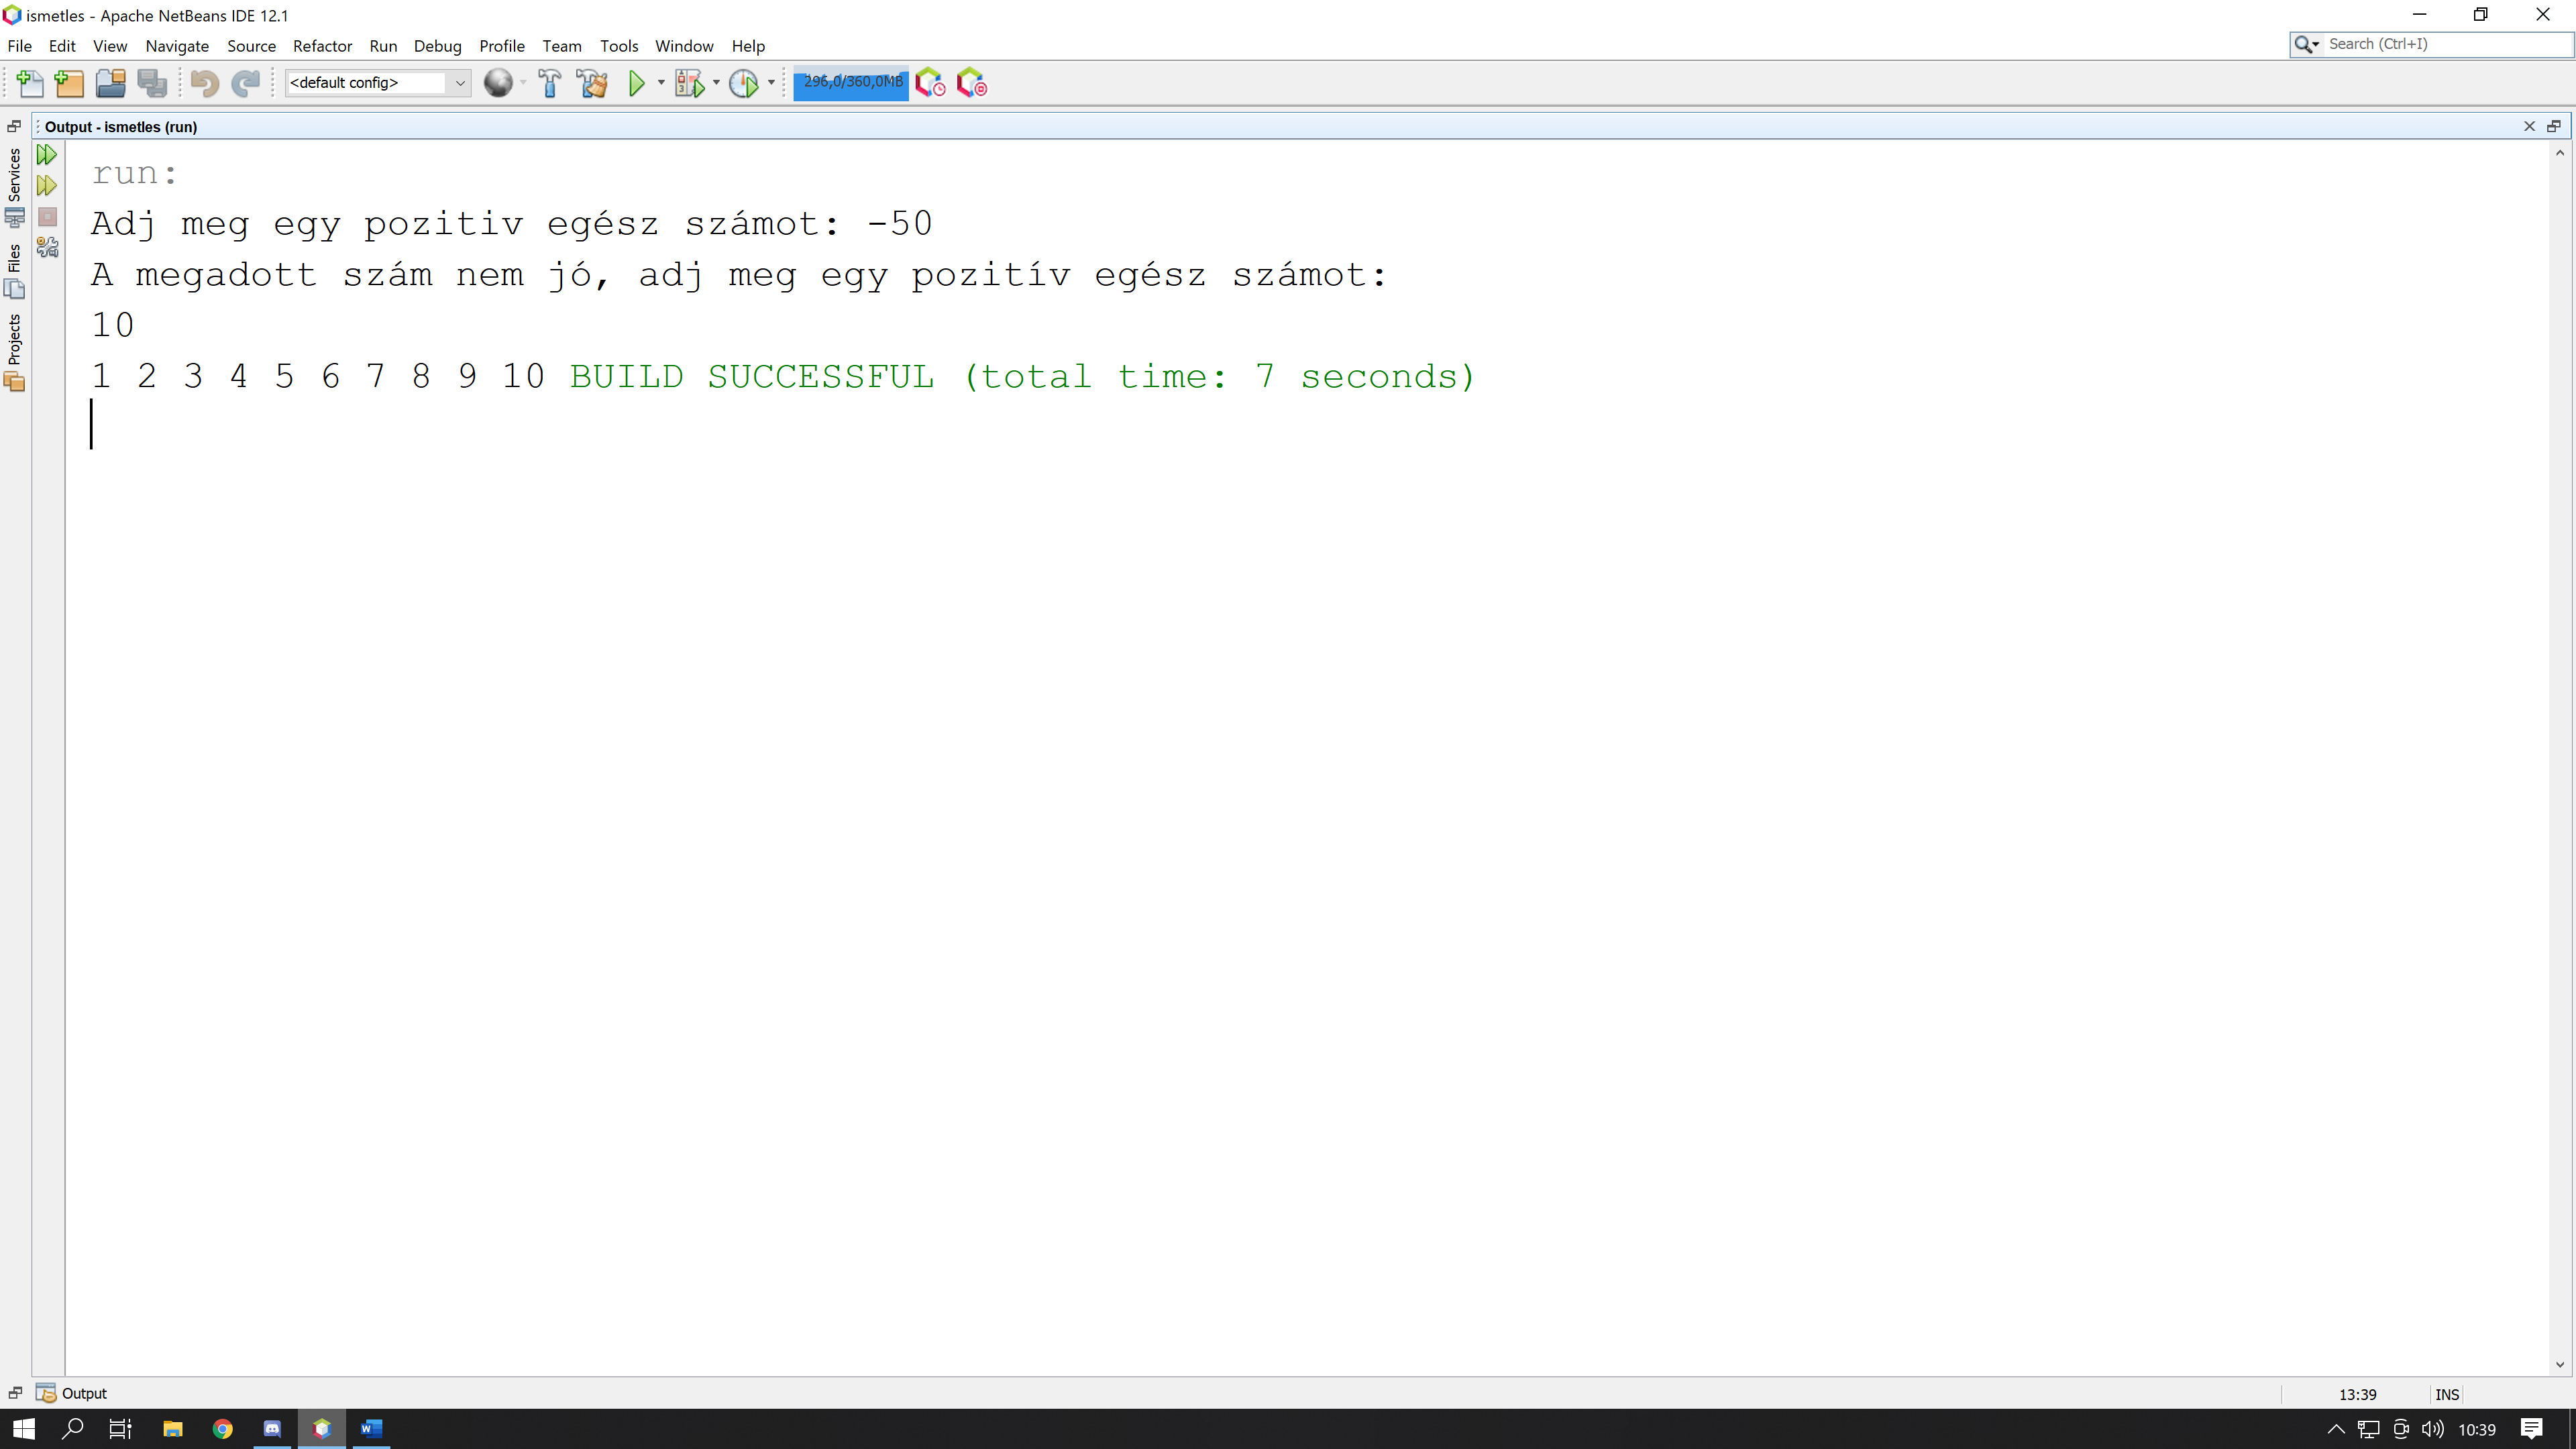 ismetles - Apache NetBeans IDE 12.1
File Edit View Navigate Source Refactor Run Debug Profile Team Tools Window Help
Search (Ctrl+I)
<default config>
296,0/360,0MB
Output - ismetles (run)
Services
Files
Projects
run:
Adj meg egy pozitiv egész számot: -50
A megadott szám nem jó, adj meg egy pozitív egész számot:
10
1 2 3 4 5 6 7 8 9 10 BUILD SUCCESSFUL (total time: 7 seconds)
Output
13:39 INS
10:39